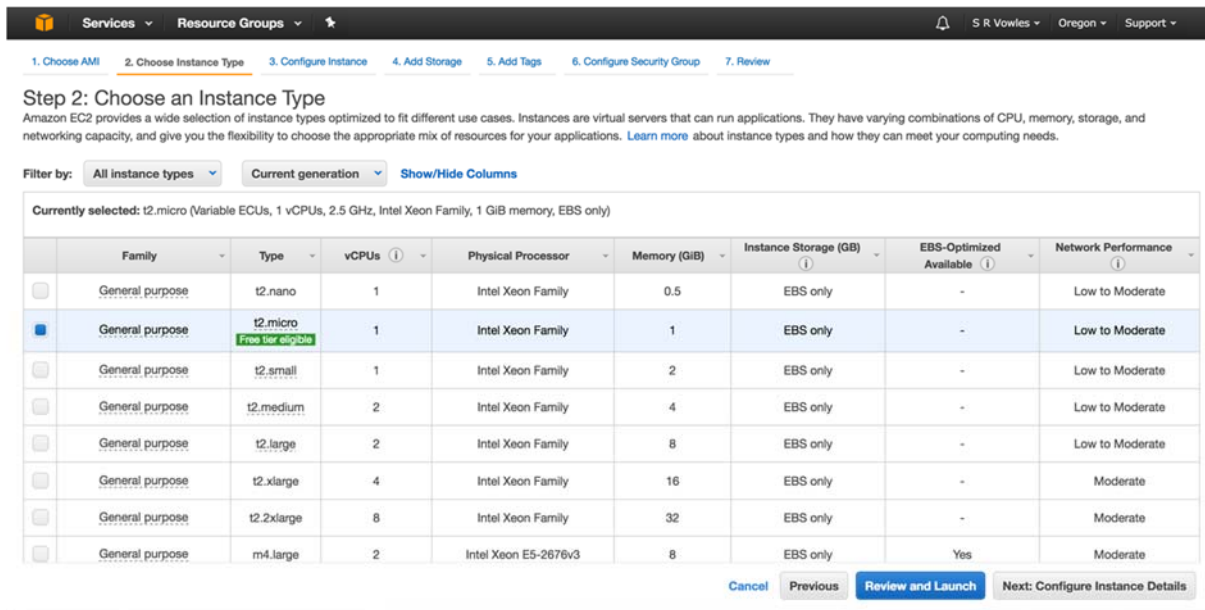 Services Resource Groups S R Vowles Oregon Support
1. Choose AMI 2. Choose Instance Type 3. Configure Instance 4. Add Storage 5. Add Tags 6. Configure Security Group 7. Review
Step 2: Choose an Instance Type
Amazon EC2 provides a wide selection of instance types optimized to fit different use cases. Instances are virtual servers that can run applications. They have varying combinations of CPU, memory, storage, and
networking capacity, and give you the flexibility to choose the appropriate mix of resources for your applications. Learn more about instance types and how they can meet your computing needs.
Filter by: All instance types Current generation Show/Hide Columns
Currently selected: t2.micro (Variable ECUs, 1 vCPUs, 2.5 GHz, Intel Xeon Family, 1 GiB memory, EBS only)
Family Type vCPUs Physical Processor Memory (GiB) Instance Storage (GB) EBS-Optimized Available Network Performance
General purpose t2.nano 1 Intel Xeon Family 0.5 EBS only - Low to Moderate
General purpose t2.micro Free tier eligible 1 Intel Xeon Family 1 EBS only - Low to Moderate
General purpose t2.small 1 Intel Xeon Family 2 EBS only - Low to Moderate
General purpose t2.medium 2 Intel Xeon Family 4 EBS only - Low to Moderate
General purpose t2.large 2 Intel Xeon Family 8 EBS only - Low to Moderate
General purpose t2.xlarge 4 Intel Xeon Family 16 EBS only - Moderate
General purpose t2.2xlarge 8 Intel Xeon Family 32 EBS only - Moderate
General purpose m4.large 2 Intel Xeon E5-2676v3 8 EBS only Yes Moderate
Cancel Previous Review and Launch Next: Configure Instance Details